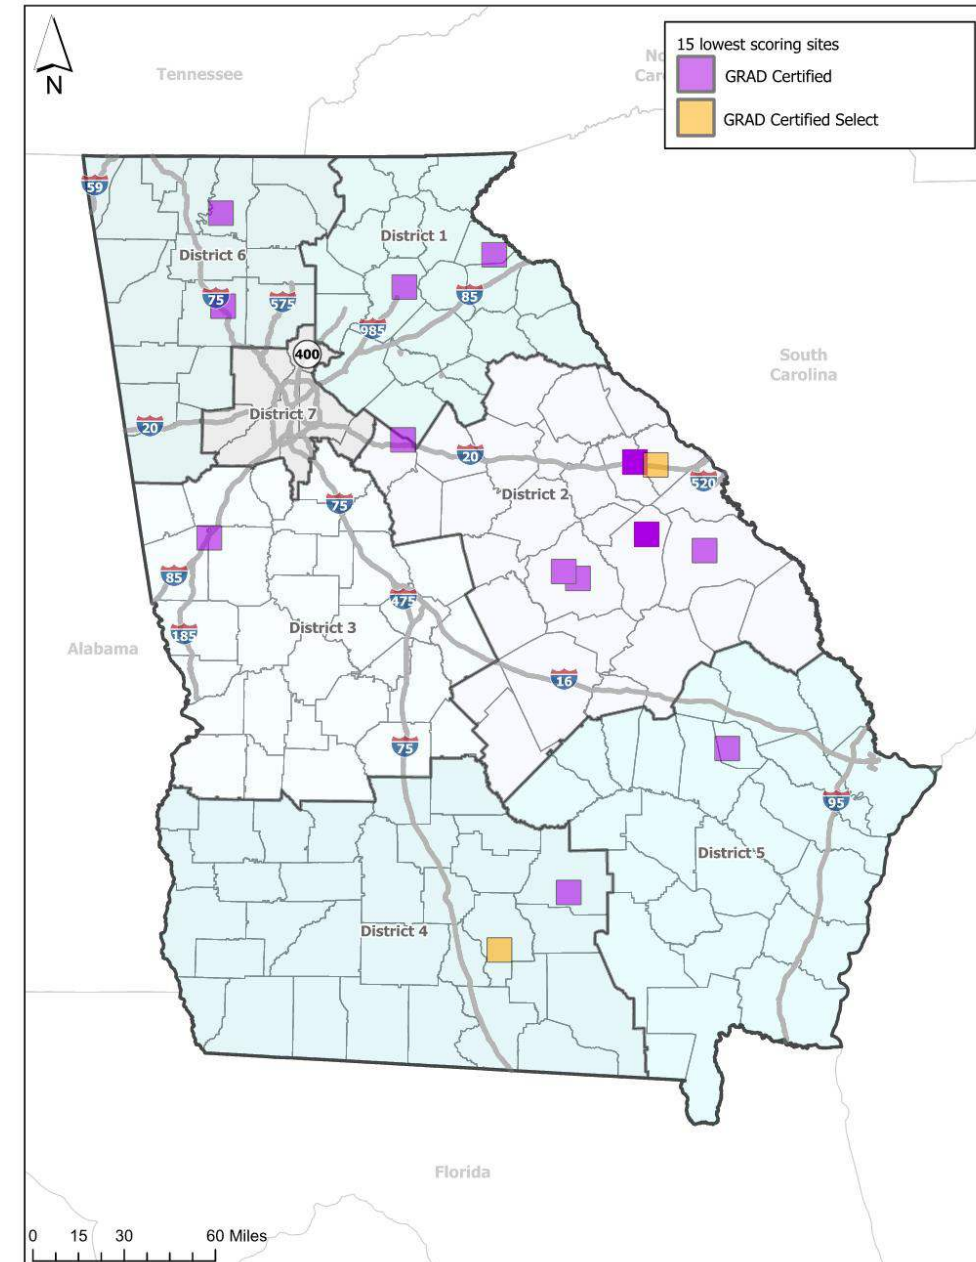 15 lowest scoring sites
GRAD Certified
GRAD Certified Select
N
Tennessee
No
Car
59
District 1
District 6
85
75
575
985
400
South
Carolina
District 7
20
20
520
District 2
75
85
475
District 3
185
Alabama
16
75
95
District 5
District 4
Florida
0 15 30 60 Miles